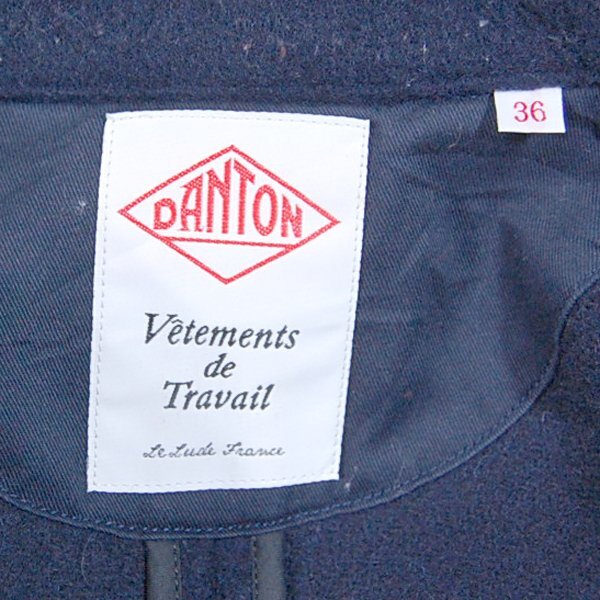 36
DANTON
Vêtements
de
Travail
Le Lude France